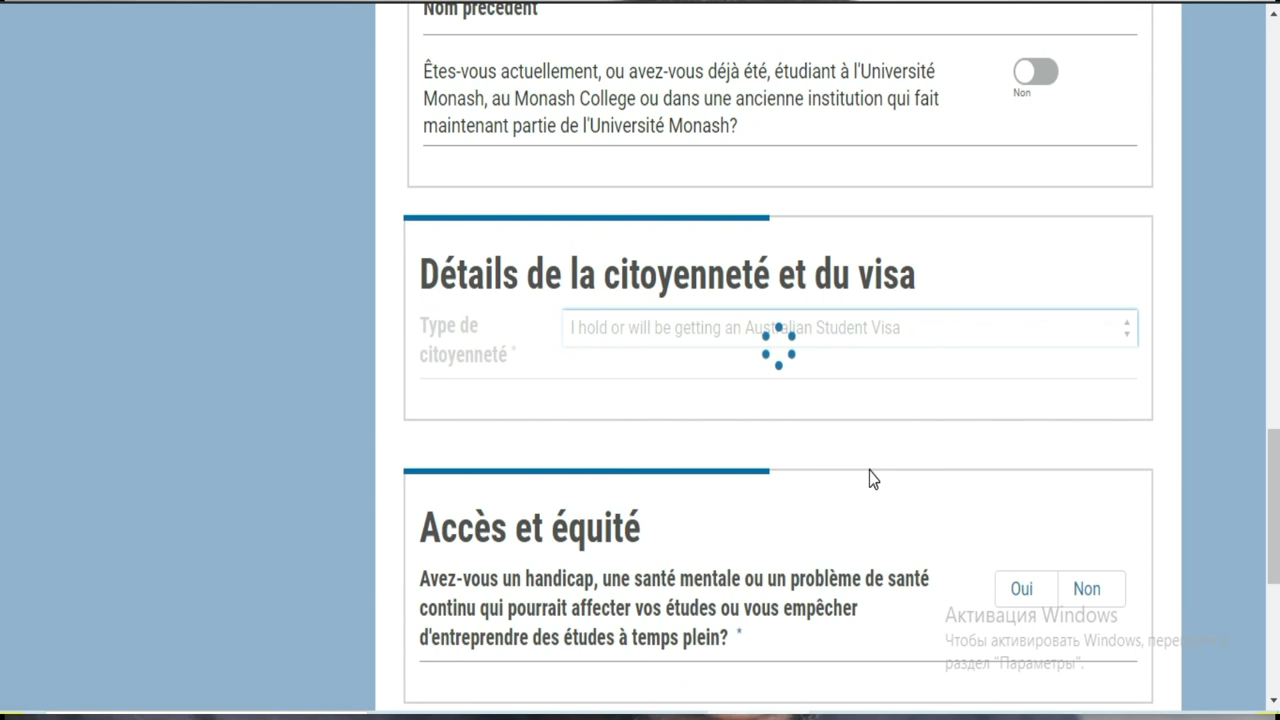 Nom précédent
Êtes-vous actuellement, ou avez-vous déjà été, étudiant à l'Université
Monash, au Monash College ou dans une ancienne institution qui fait
maintenant partie de l'Université Monash?
Non
Détails de la citoyenneté et du visa
Type de
citoyenneté *
I hold or will be getting an Australian Student Visa
Accès et équité
Avez-vous un handicap, une santé mentale ou un problème de santé
continu qui pourrait affecter vos études ou vous empêcher
d'entreprendre des études à temps plein? *
Oui
Non
Активация Windows
Чтобы активировать Windows,
раздел "Параметры".